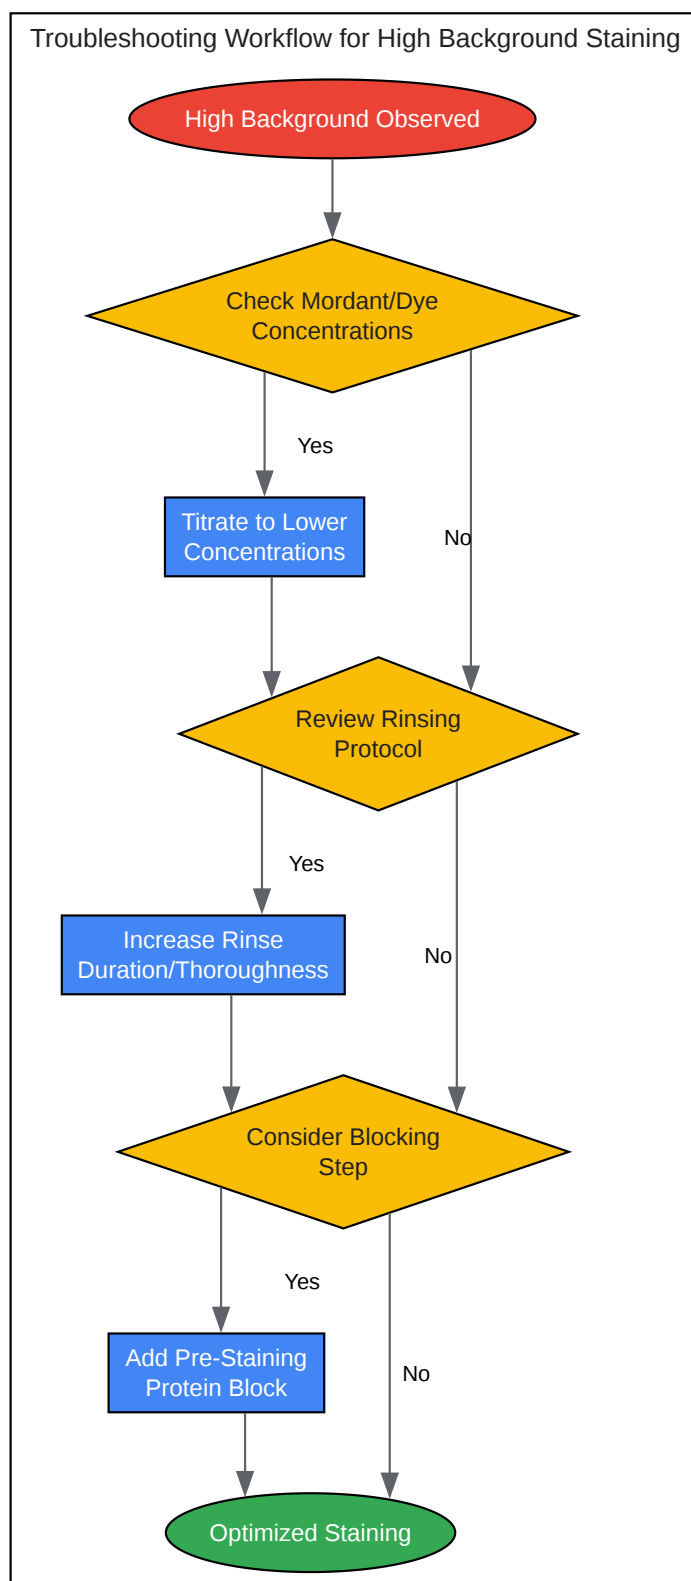 Troubleshooting Workflow for High Background Staining
High Background Observed
Check Mordant/Dye
Concentrations
Yes
Titrate to Lower
Concentrations
No
Review Rinsing
Protocol
Yes
Increase Rinse
Duration/Thoroughness
No
Consider Blocking
Step
Yes
Add Pre-Staining
Protein Block
No
Optimized Staining